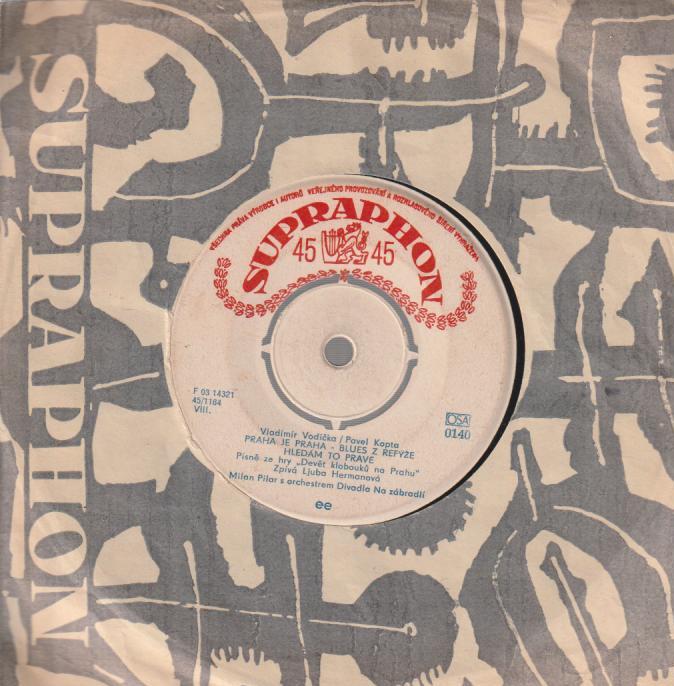 SUPRAPHON
VŠECHNA PRÁVA VÝROBCE I AUTORŮ VEŘEJNÉHO PROVOZOVÁNÍ A ROZHLASOVÉHO ŠÍŘENÍ VYHRAZENA
SUPRAPHON
45 45
F 03 14321
45/1164
VIII.
OSA
0140
Vladimír Vodička / Pavel Kopta
PRAHA JE PRAHA - BLUES Z REFÝŽE
HLEDÁM TO PRAVÉ
Písně ze hry „Devět klobouků na Prahu"
Zpívá Ljuba Hermanová
Milan Pilar s orchestrem Divadla Na zábradlí
ee